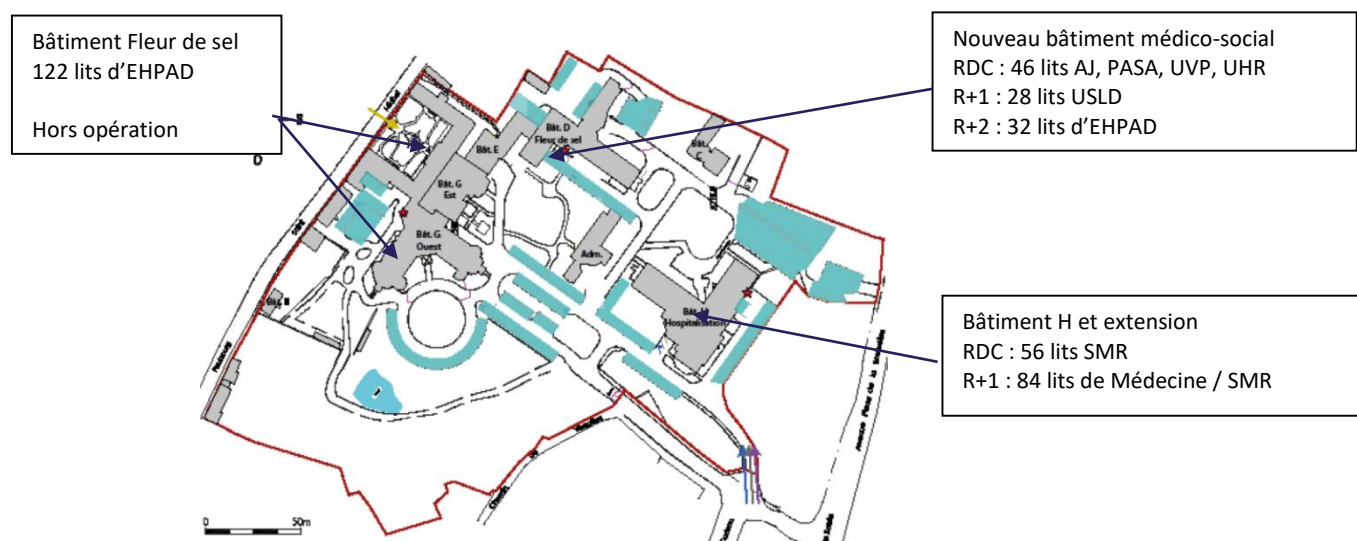 Bâtiment Fleur de sel
122 lits d’EHPAD
Hors opération
Nouveau bâtiment médico-social
RDC : 46 lits AJ, PASA, UVP, UHR
R+1 : 28 lits USLD
R+2 : 32 lits d’EHPAD
Bâtiment H et extension
RDC : 56 lits SMR
R+1 : 84 lits de Médecine / SMR
Bât. D
Fleur de sel
Bât. E
Bât. C
Bât. G
Est
Bât. G
Ouest
Adm.
Bât. H
Hospitalisation
0
50m